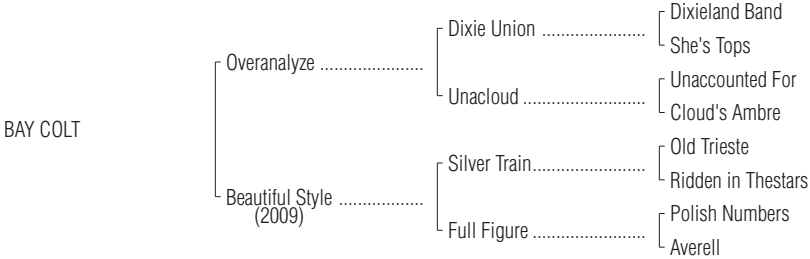 Dixieland Band
Dixie Union ......................
She's Tops
Overanalyze ......................
Unaccounted For
Unacloud ..........................
Cloud's Ambre
BAY COLT
Old Trieste
Silver Train........................
Ridden in Thestars
Beautiful Style ..................
(2009)
Polish Numbers
Full Figure ........................
Averell